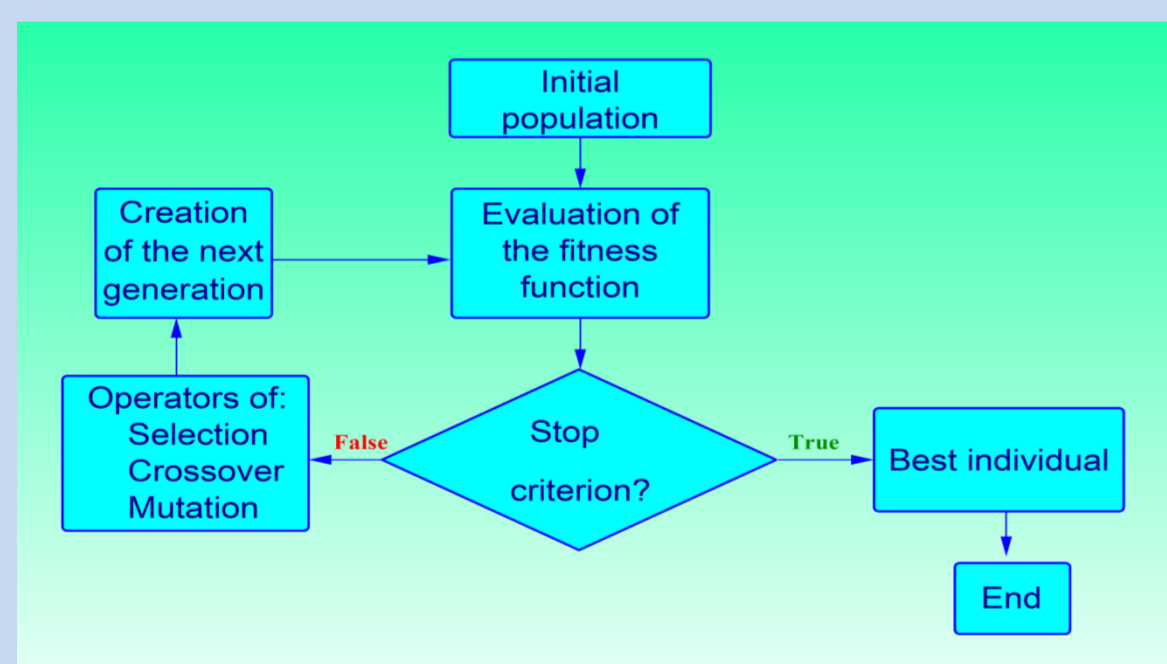 Initial
population
Creation
of the next
generation
Evaluation of
the fitness
function
Operators of:
Selection
Crossover
Mutation
False
Stop
criterion?
True
Best individual
End